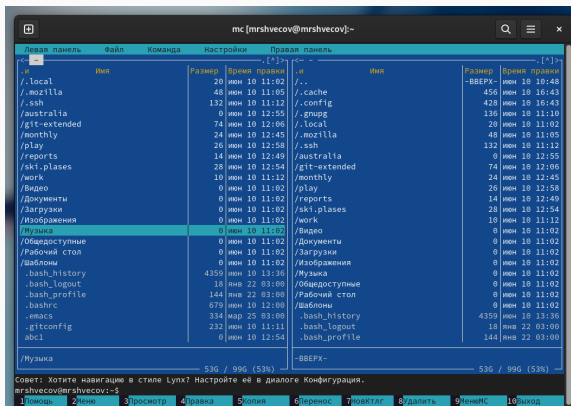 mc [mrshvecov@mrshvecov]:~
Левая панель Файл Команда Настройки Правая панель
<— ~ .[^]> <— ~ .[^]>
.и Имя Размер Время правки .и Имя Размер Время правки
/.local 20 июн 10 11:02 /.. -ВВЕРХ- июн 10 10:48
/.mozilla 48 июн 10 11:05 /.cache 456 июн 10 16:43
/.ssh 132 июн 10 11:12 /.config 428 июн 10 16:43
/australia 0 июн 10 12:55 /.gnupg 136 июн 10 11:10
/git-extended 74 июн 10 12:06 /.local 20 июн 10 11:02
/monthly 24 июн 10 12:45 /.mozilla 48 июн 10 11:05
/play 26 июн 10 12:58 /.ssh 132 июн 10 11:12
/reports 14 июн 10 12:49 /australia 0 июн 10 12:55
/ski.plases 28 июн 10 12:54 /git-extended 74 июн 10 12:06
/work 10 июн 10 11:12 /monthly 24 июн 10 12:45
/Видео 0 июн 10 11:02 /play 26 июн 10 12:58
/Документы 0 июн 10 11:02 /reports 14 июн 10 12:49
/Загрузки 0 июн 10 11:02 /ski.plases 28 июн 10 12:54
/Изображения 0 июн 10 11:02 /work 10 июн 10 11:12
/Музыка 0 июн 10 11:02 /Видео 0 июн 10 11:02
/Общедоступные 0 июн 10 11:02 /Документы 0 июн 10 11:02
/Рабочий стол 0 июн 10 11:02 /Загрузки 0 июн 10 11:02
/Шаблоны 0 июн 10 11:02 /Изображения 0 июн 10 11:02
.bash_history 4359 июн 10 13:36 /Музыка 0 июн 10 11:02
.bash_logout 18 янв 22 03:00 /Общедоступные 0 июн 10 11:02
.bash_profile 144 янв 22 03:00 /Рабочий стол 0 июн 10 11:02
.bashrc 679 июн 10 12:00 /Шаблоны 0 июн 10 11:02
.emacs 334 мар 25 03:00 .bash_history 4359 июн 10 13:36
.gitconfig 232 июн 10 11:11 .bash_logout 18 янв 22 03:00
abc1 0 июн 10 12:54 .bash_profile 144 янв 22 03:00
/Музыка -ВВЕРХ-
53G / 99G (53%) 53G / 99G (53%)
Совет: Хотите навигацию в стиле Lynx? Настройте её в диалоге Конфигурация.
mrshvecov@mrshvecov:~$
1Помощь 2Меню 3Просмотр 4Правка 5Копия 6Перенос 7НовКтлг 8Удалить 9МенюMC 10Выход